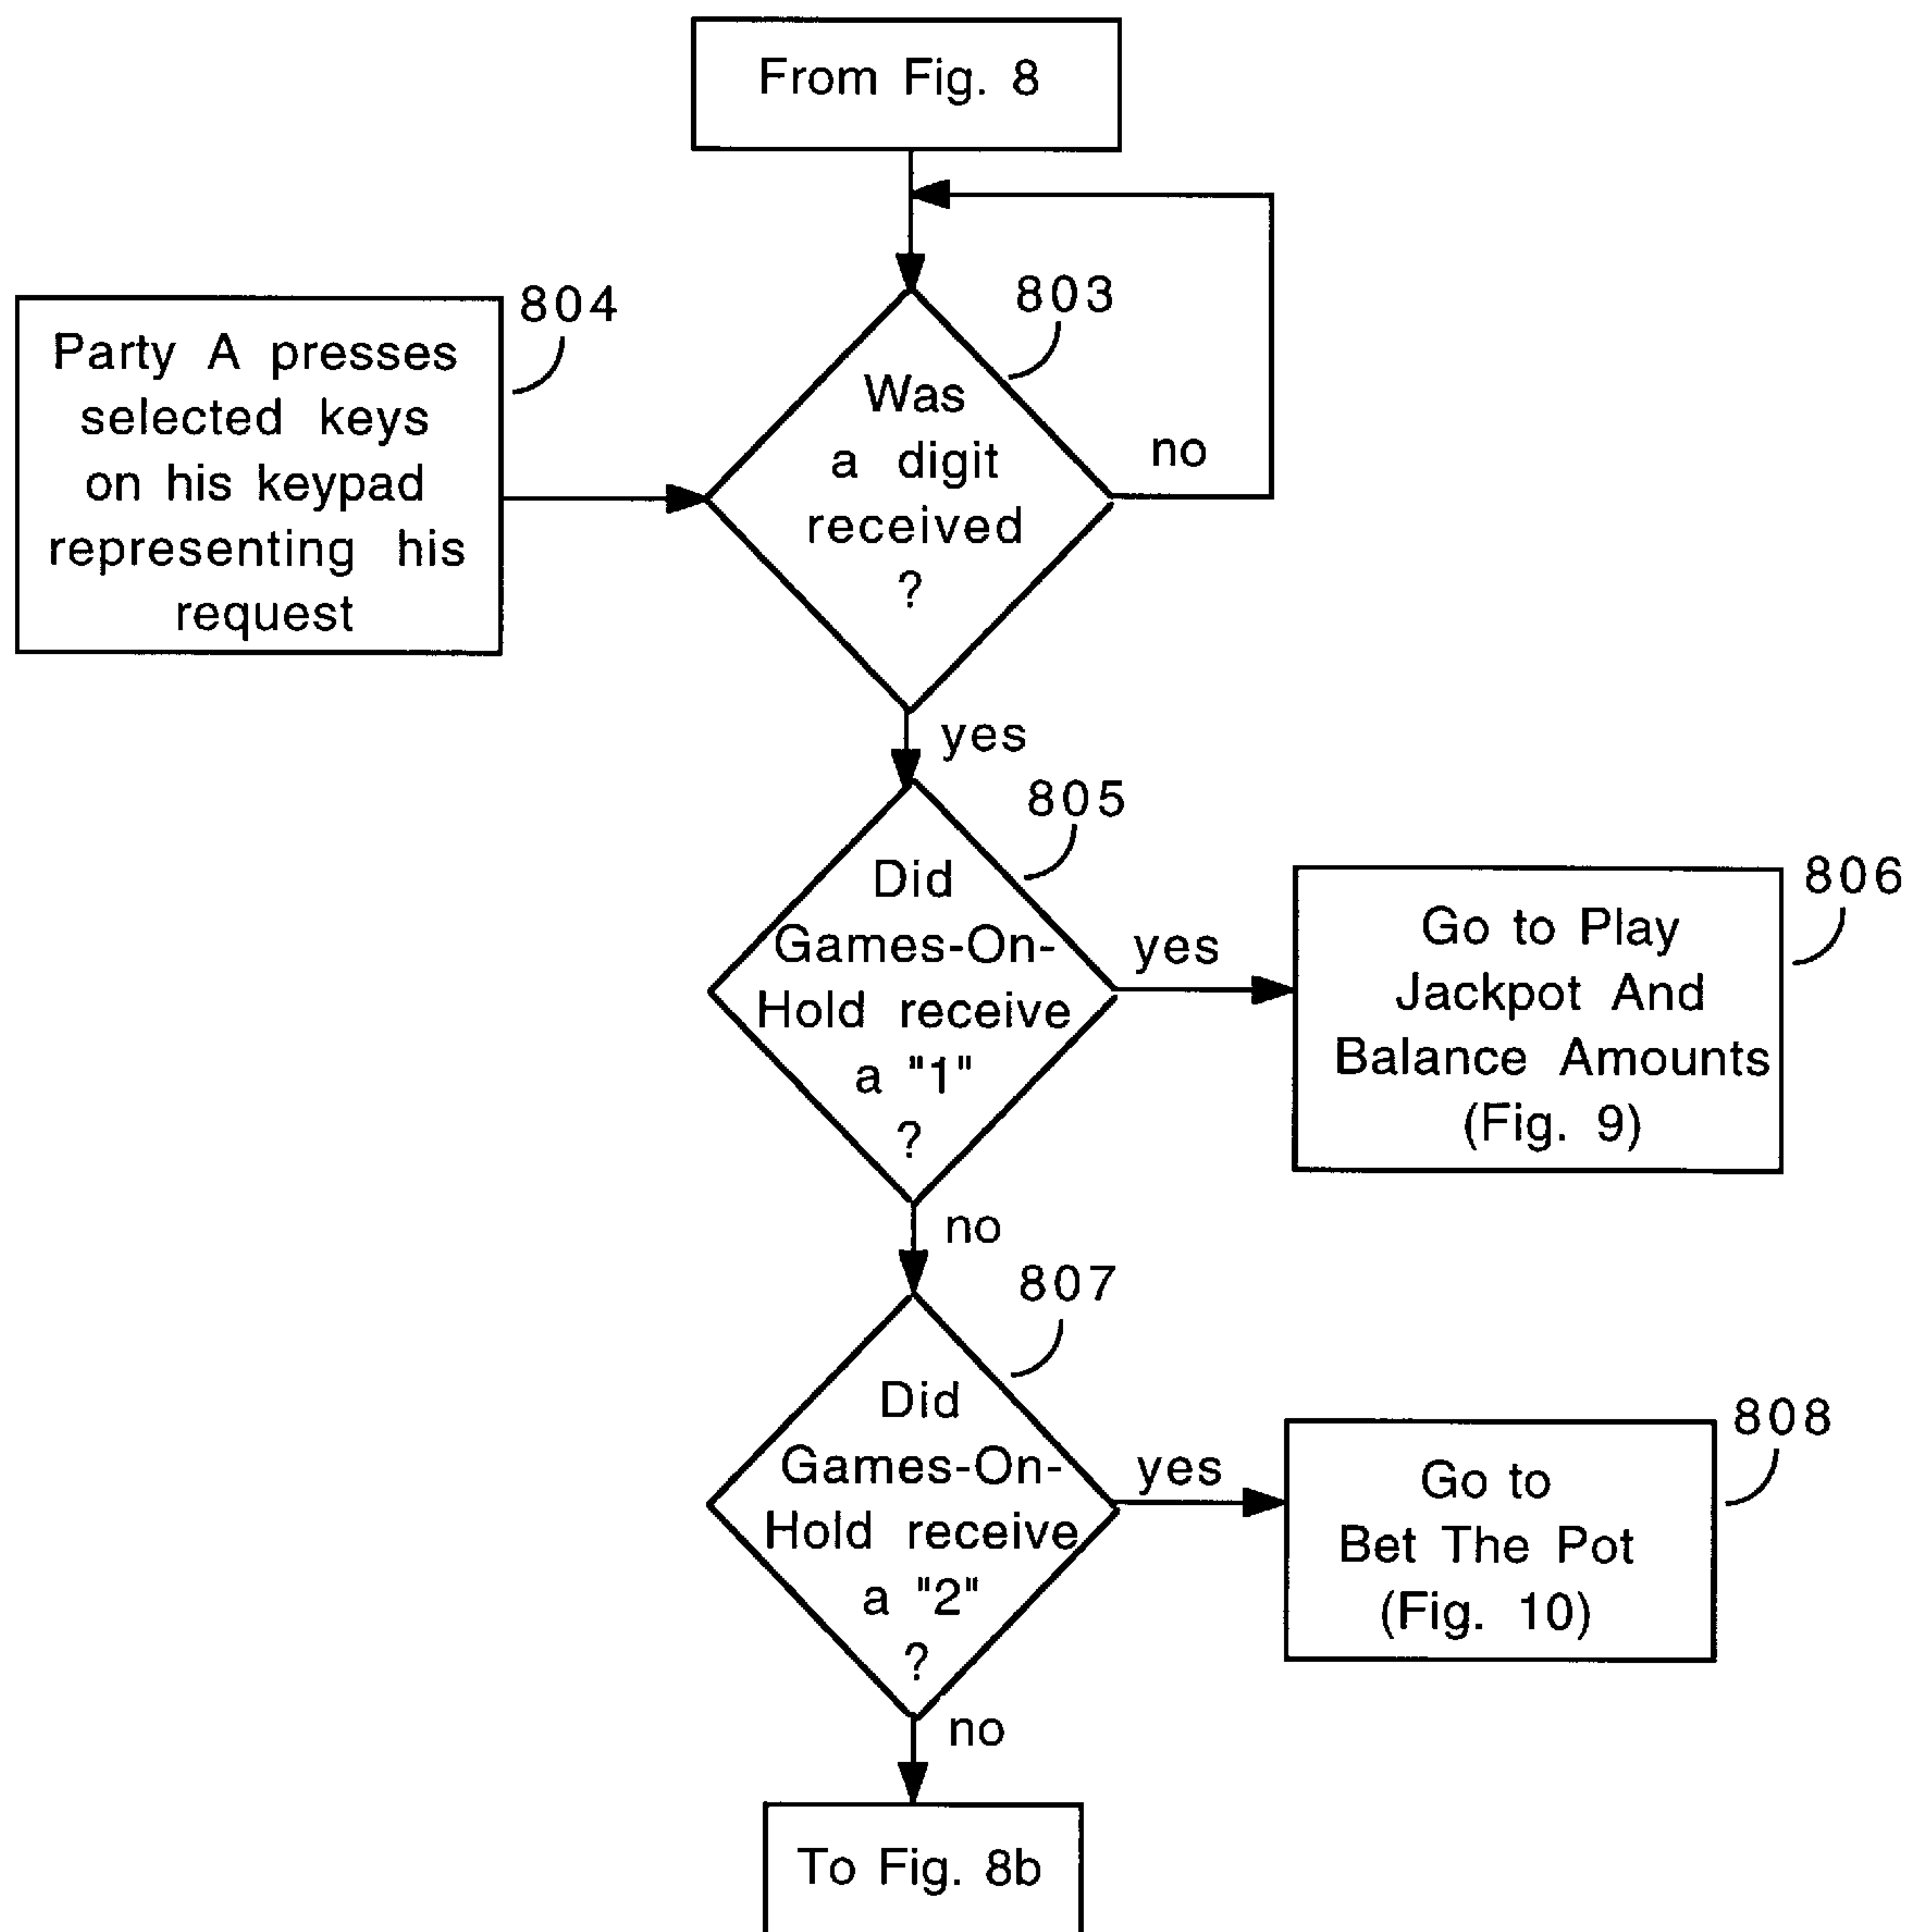 From Fig. 8
804
Party A presses
selected keys
on his keypad
representing his
request
803
Was
a digit
received
?
no
yes
805
Did
Games-On-
Hold receive
a "1"
?
yes
806
Go to Play
Jackpot And
Balance Amounts
(Fig. 9)
no
807
Did
Games-On-
Hold receive
a "2"
?
yes
808
Go to
Bet The Pot
(Fig. 10)
no
To Fig. 8b